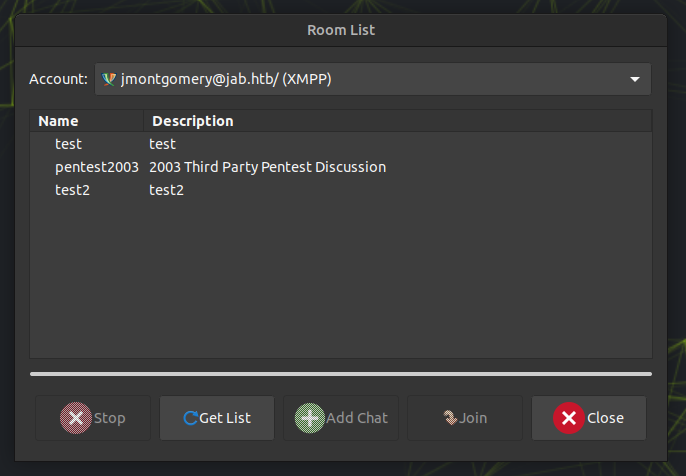 Room List
Account: jmontgomery@jab.htb/ (XMPP)
Name Description
test test
pentest2003 2003 Third Party Pentest Discussion
test2 test2
Stop Get List Add Chat Join Close